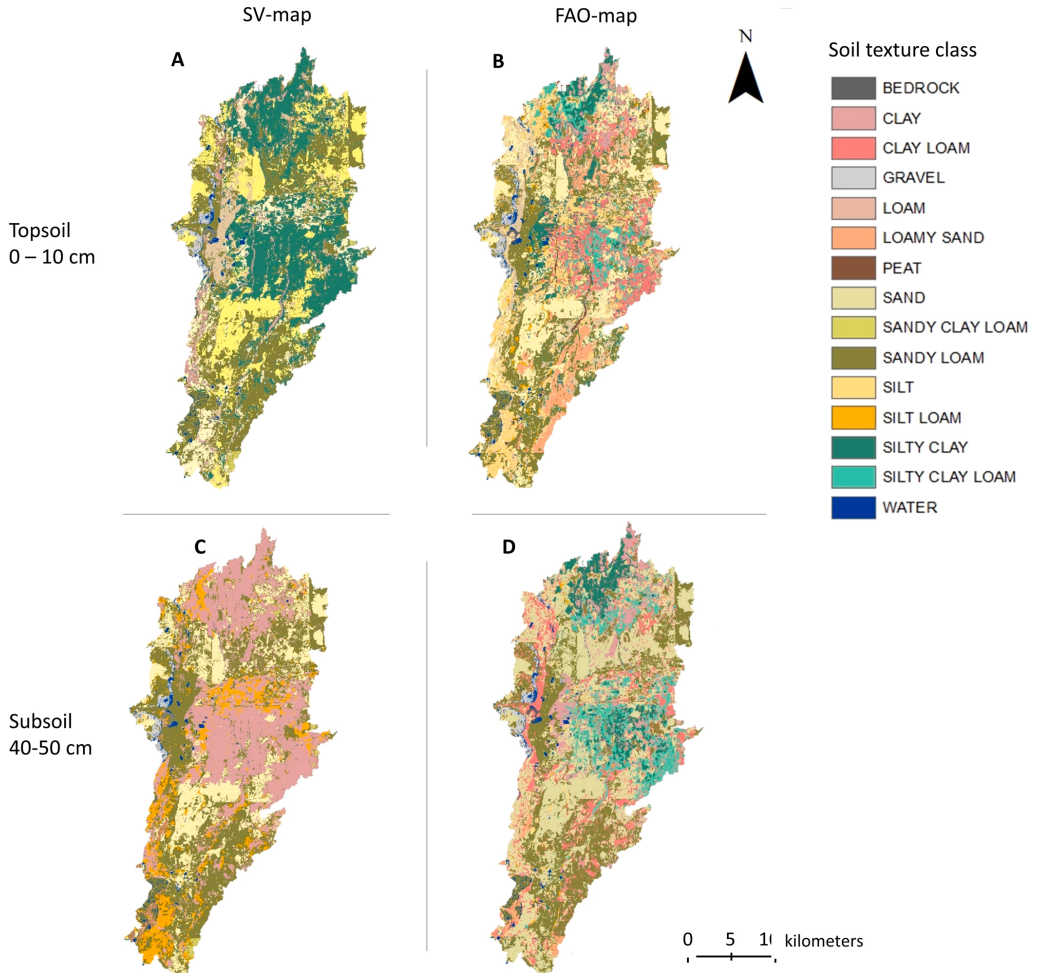 SV-map
FAO-map
A
B
N
Soil texture class
BEDROCK
CLAY
CLAY LOAM
GRAVEL
LOAM
LOAMY SAND
PEAT
SAND
SANDY CLAY LOAM
SANDY LOAM
SILT
SILT LOAM
SILTY CLAY
SILTY CLAY LOAM
WATER
Topsoil
0 – 10 cm
C
D
Subsoil
40-50 cm
0 5 10 kilometers